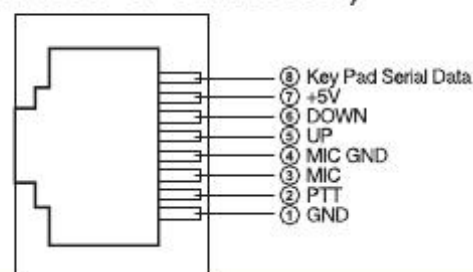 ⑧ Key Pad Serial Data
⑦ +5V
⑥ DOWN
⑤ UP
④ MIC GND
③ MIC
② PTT
① GND